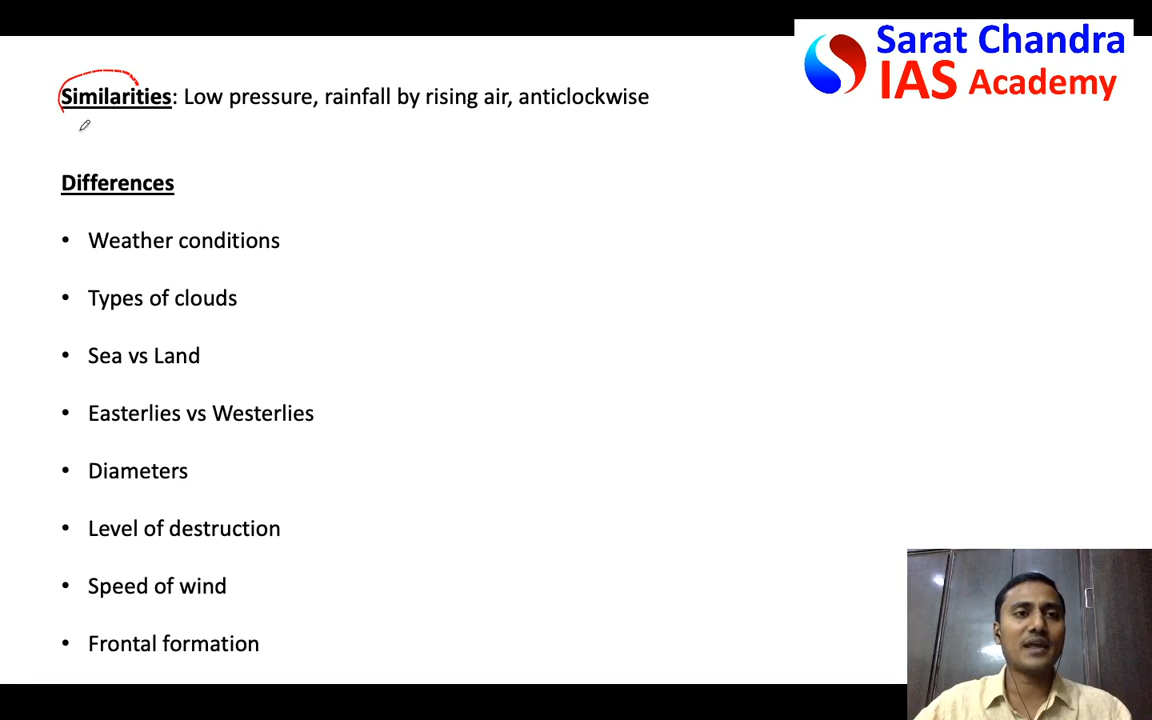 Sarat Chandra
IAS Academy
Similarities: Low pressure, rainfall by rising air, anticlockwise
Differences
• Weather conditions
• Types of clouds
• Sea vs Land
• Easterlies vs Westerlies
• Diameters
• Level of destruction
• Speed of wind
• Frontal formation